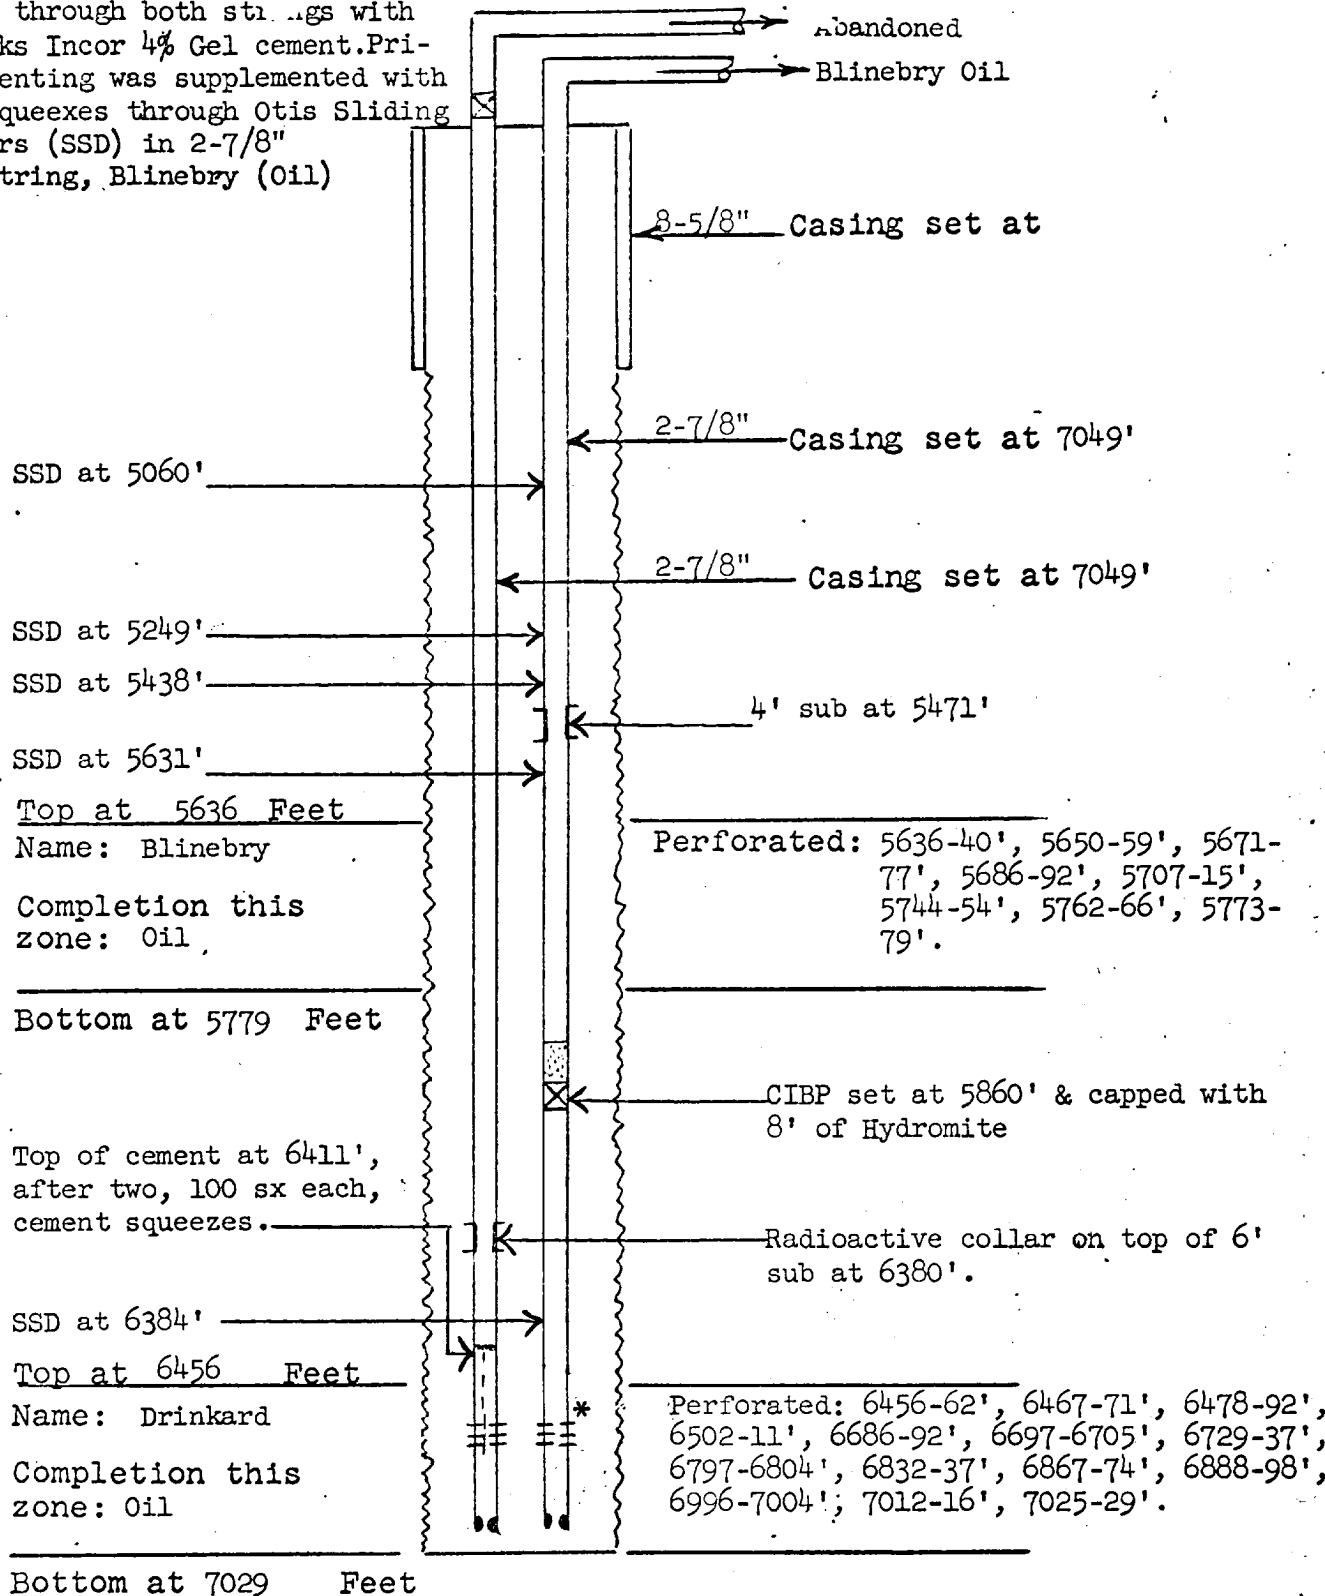 through both with
ks Incor 4% Gel cement.Pri-
enting was supplemented with
queexes through Otis Sliding
rs (SSD) in 2-7/8"
tring, Blinebry (Oil)
Abandoned
Blinebry Oil
8-5/8" Casing set at
2-7/8" Casing set at 7049'
SSD at 5060'
2-7/8" Casing set at 7049'
SSD at 5249'
SSD at 5438'
4' sub at 5471'
SSD at 5631'
Top at 5636 Feet
Name: Blinebry
Completion this
zone: Oil
Perforated: 5636-40', 5650-59', 5671-
77', 5686-92', 5707-15',
5744-54', 5762-66', 5773-
79'.
Bottom at 5779 Feet
CIBP set at 5860' & capped with
8' of Hydromite
Top of cement at 6411',
after two, 100 sx each,
cement squeezes.
Radioactive collar on top of 6'
sub at 6380'.
SSD at 6384'
Top at 6456 Feet
Name: Drinkard
Completion this
zone: Oil
*
Perforated: 6456-62', 6467-71', 6478-92',
6502-11', 6686-92', 6697-6705', 6729-37',
6797-6804', 6832-37', 6867-74', 6888-98',
6996-7004'; 7012-16', 7025-29'.
Bottom at 7029 Feet